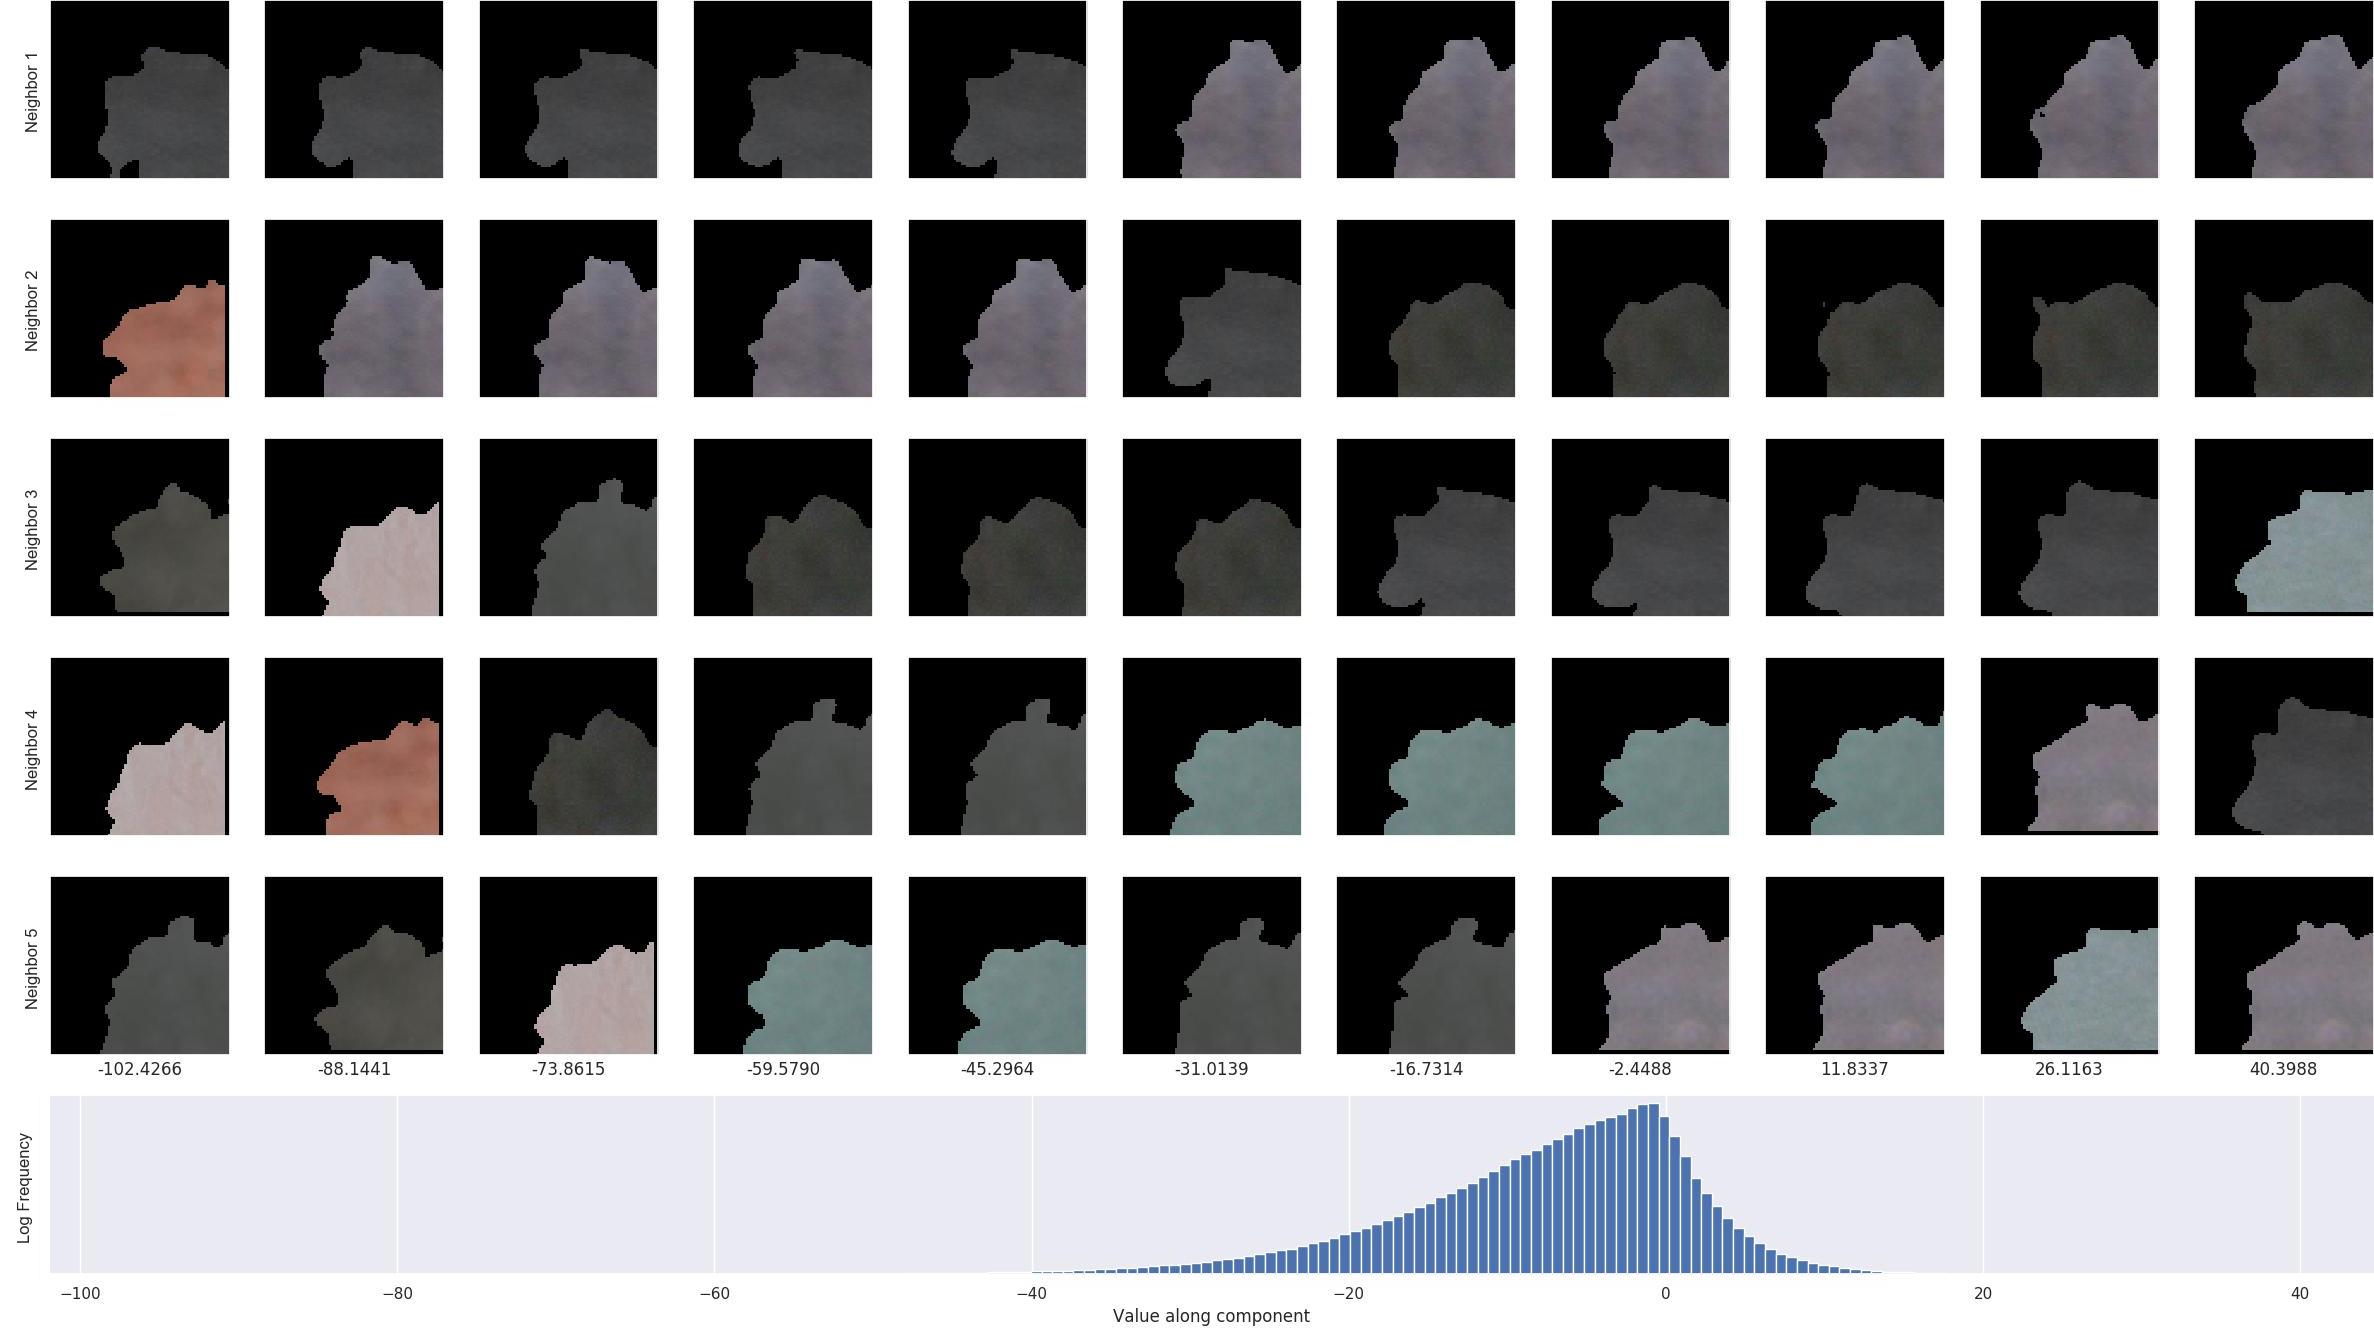 Neighbor 1
Neighbor 2
Neighbor 3
Neighbor 4
Neighbor 5
-102.4266 -88.1441 -73.8615 -59.5790 -45.2964 -31.0139 -16.7314 -2.4488 11.8337 26.1163 40.3988
Log Frequency
−100 −80 −60 −40 −20 0 20 40
Value along component